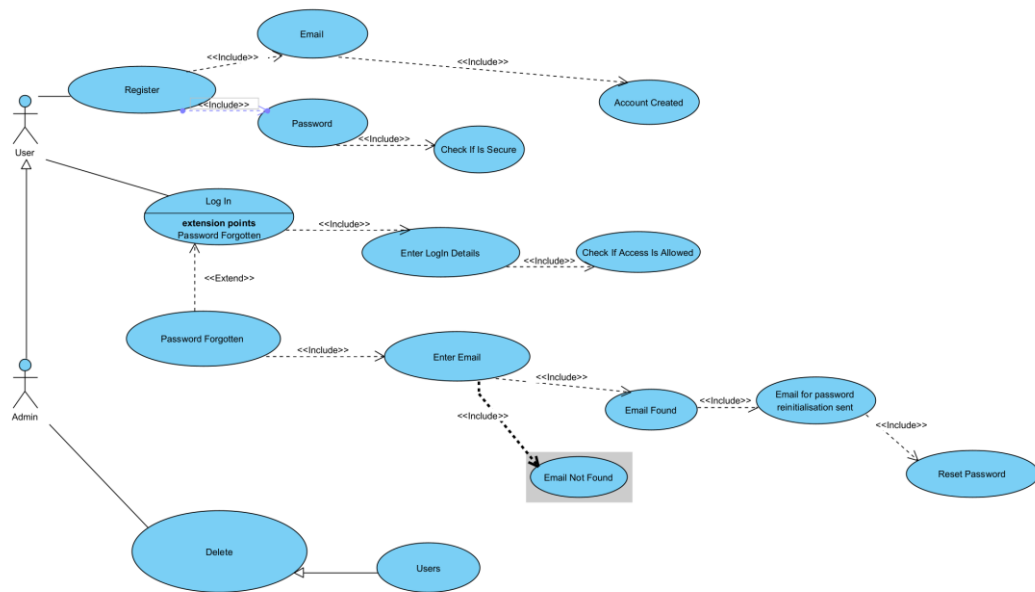 Email
<<Include>>
<<Include>>
Register
Account Created
<<Include>>
Password
<<Include>>
Check If Is Secure
User
Log In
extension points
Password Forgotten
<<Include>>
Enter LogIn Details
<<Include>>
Check If Access Is Allowed
<<Extend>>
Password Forgotten
<<Include>>
Enter Email
<<Include>>
Email Found
<<Include>>
Email for password
reinitialisation sent
<<Include>>
Reset Password
<<Include>>
Email Not Found
Admin
Delete
Users